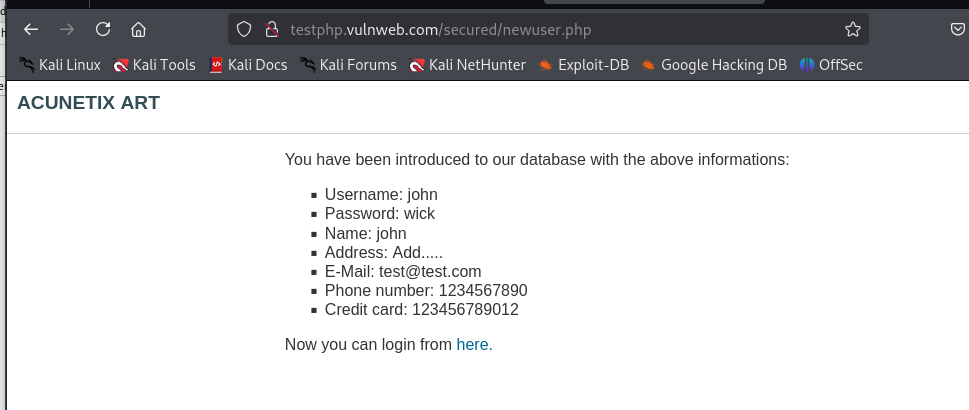 testphp.vulnweb.com/secured/newuser.php
Kali Linux Kali Tools Kali Docs Kali Forums Kali NetHunter Exploit-DB Google Hacking DB OffSec
ACUNETIX ART
You have been introduced to our database with the above informations:
Username: john
Password: wick
Name: john
Address: Add.....
E-Mail: test@test.com
Phone number: 1234567890
Credit card: 123456789012
Now you can login from here.